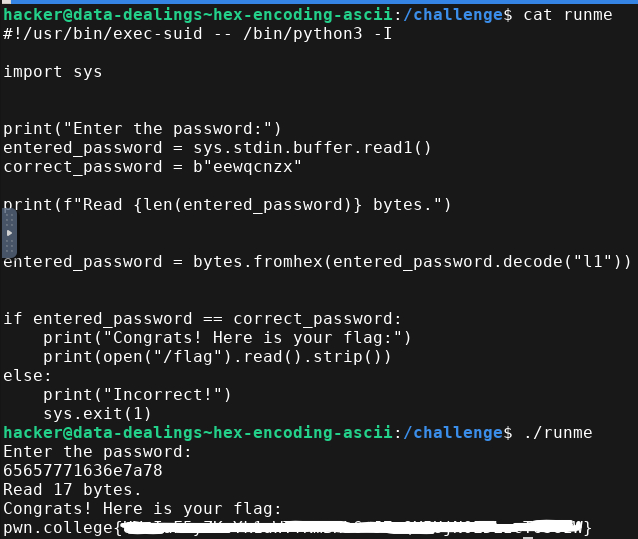 hacker@data-dealings~hex-encoding-ascii:/challenge$ cat runme
#!/usr/bin/exec-suid -- /bin/python3 -I
import sys
print("Enter the password:")
entered_password = sys.stdin.buffer.read1()
correct_password = b"eewqcnzx"
print(f"Read {len(entered_password)} bytes.")
entered_password = bytes.fromhex(entered_password.decode("l1"))
if entered_password == correct_password:
    print("Congrats! Here is your flag:")
    print(open("/flag").read().strip())
else:
    print("Incorrect!")
    sys.exit(1)
hacker@data-dealings~hex-encoding-ascii:/challenge$ ./runme
Enter the password:
65657771636e7a78
Read 17 bytes.
Congrats! Here is your flag:
pwn.college{}